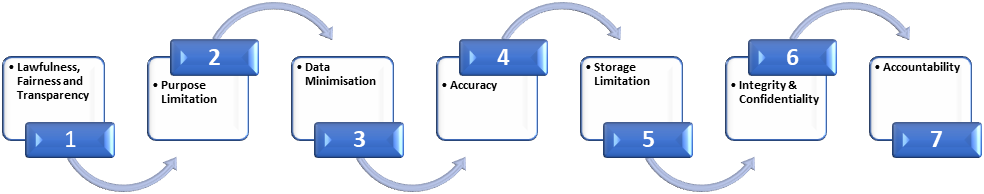 • Lawfulness,
Fairness and
Transparency
1
2
• Purpose
Limitation
• Data
Minimisation
3
4
• Accuracy
• Storage
Limitation
5
6
• Integrity &
Confidentiality
• Accountability
7